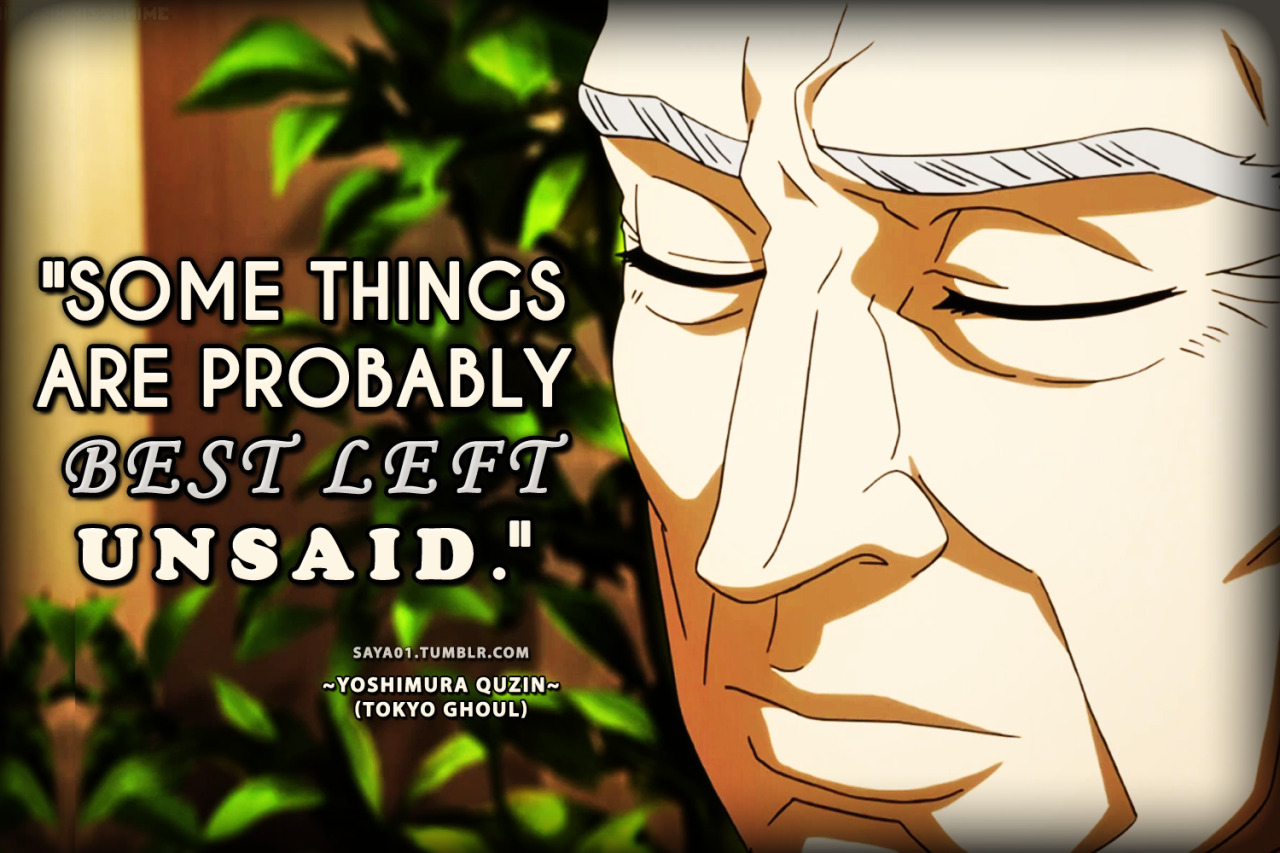 "SOME THINGS
ARE PROBABLY
BEST LEFT
UNSAID."
SAYA01.TUMBLR.COM
~YOSHIMURA QUZIN~
(TOKYO GHOUL)